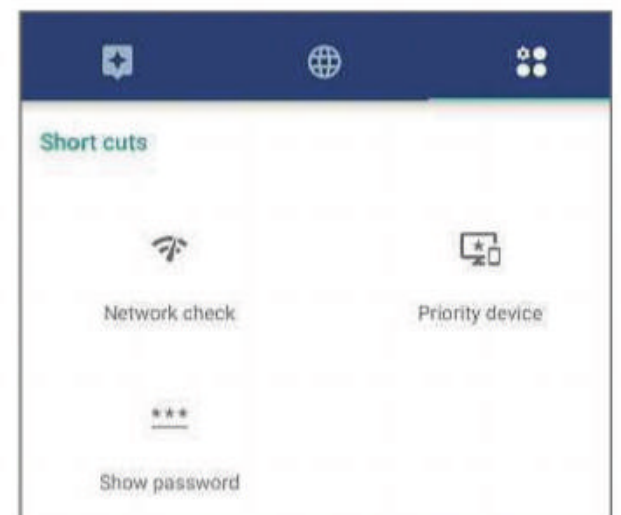 Short cuts
Network check
Priority device
***
Show password